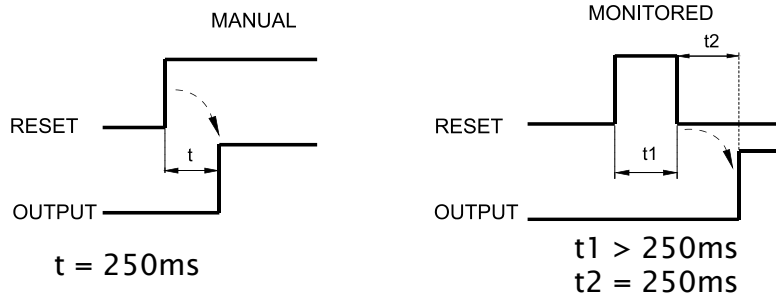 MANUAL
RESET
t
OUTPUT
t = 250ms
MONITORED
t2
RESET
t1
OUTPUT
t1 > 250ms
t2 = 250ms